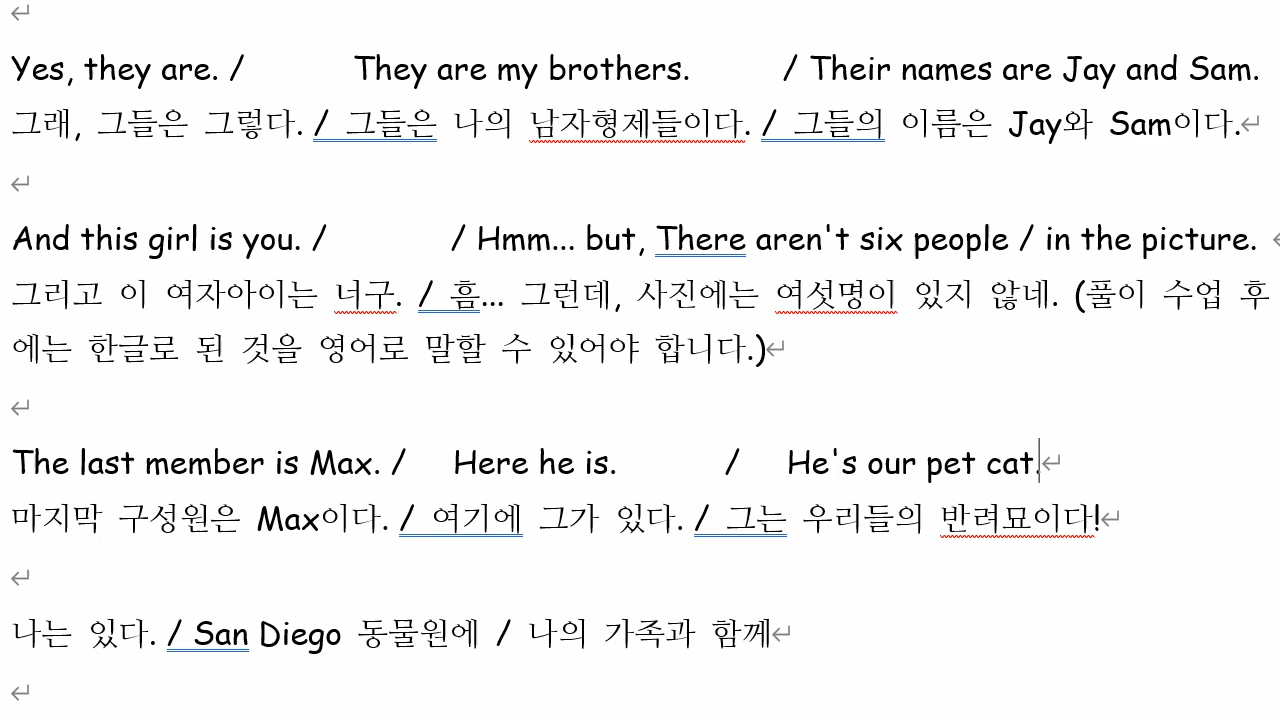 Yes, they are. / They are my brothers. / Their names are Jay and Sam.
그래, 그들은 그렇다. / 그들은 나의 남자형제들이다. / 그들의 이름은 Jay와 Sam이다.
And this girl is you. / / Hmm... but, There aren't six people / in the picture.
그리고 이 여자아이는 너구. / 흠... 그런데, 사진에는 여섯명이 있지 않네. (풀이 수업 후
에는 한글로 된 것을 영어로 말할 수 있어야 합니다.)
The last member is Max. / Here he is. / He's our pet cat.
마지막 구성원은 Max이다. / 여기에 그가 있다. / 그는 우리들의 반려묘이다!
나는 있다. / San Diego 동물원에 / 나의 가족과 함께